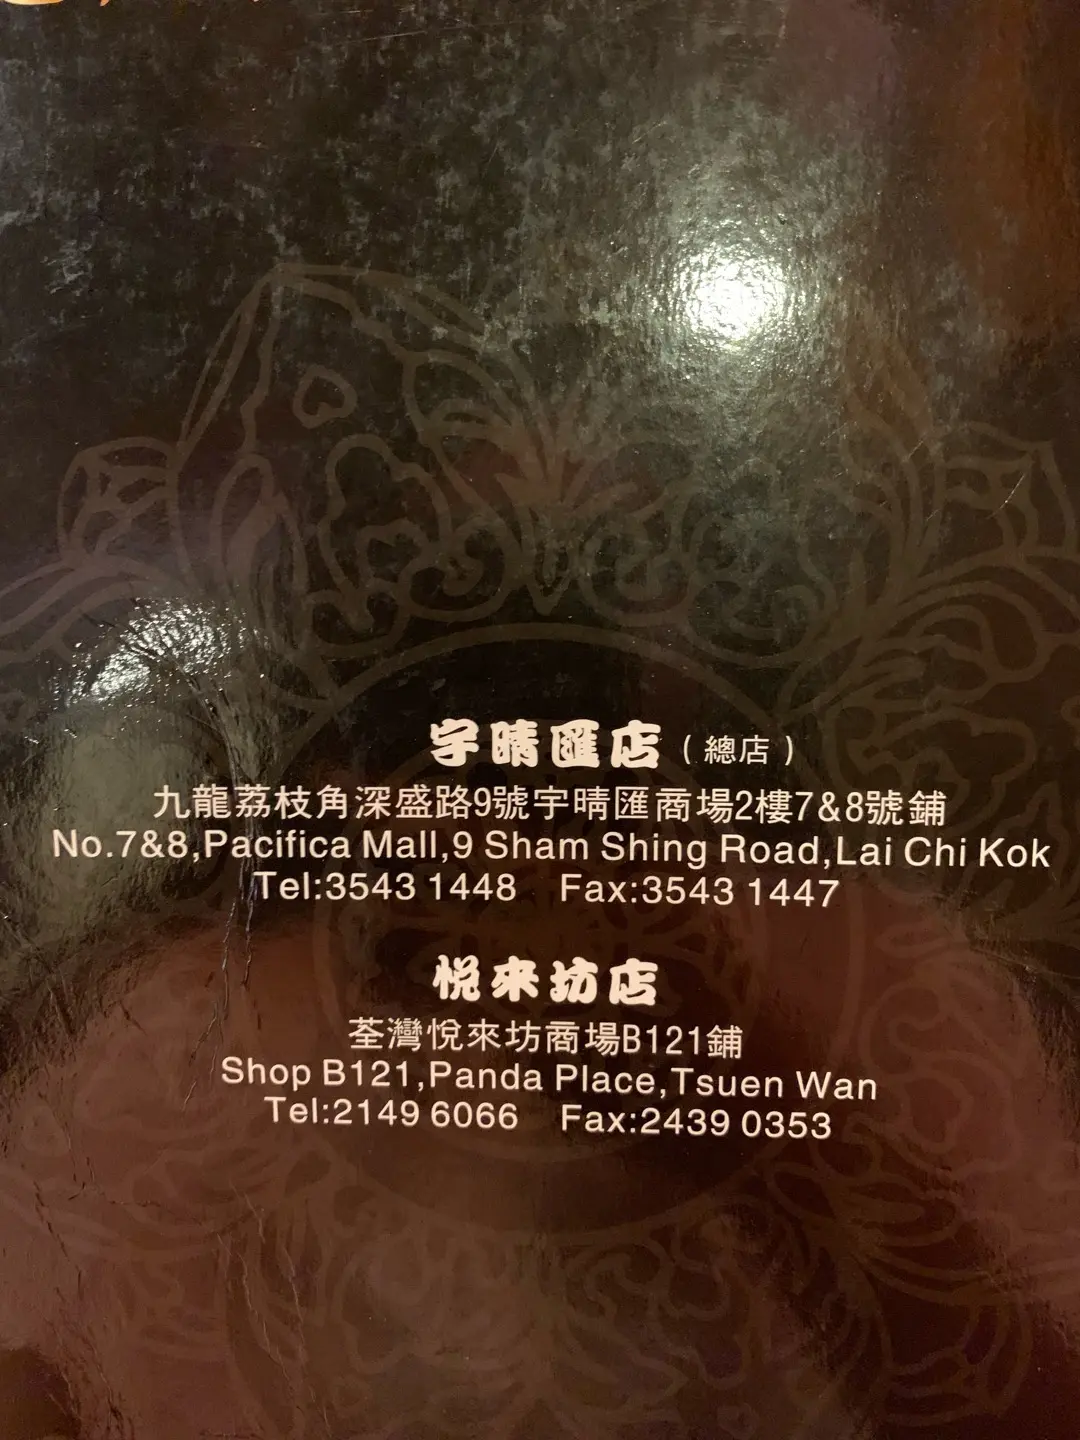 宇晴匯店（總店）
九龍荔枝角深盛路9號宇晴匯商場2樓7&8號鋪
No.7&8,Pacifica Mall,9 Sham Shing Road,Lai Chi Kok
Tel:3543 1448 Fax:3543 1447
悦來坊店
荃灣悅來坊商場B121鋪
Shop B121,Panda Place,Tsuen Wan
Tel:2149 6066 Fax:2439 0353